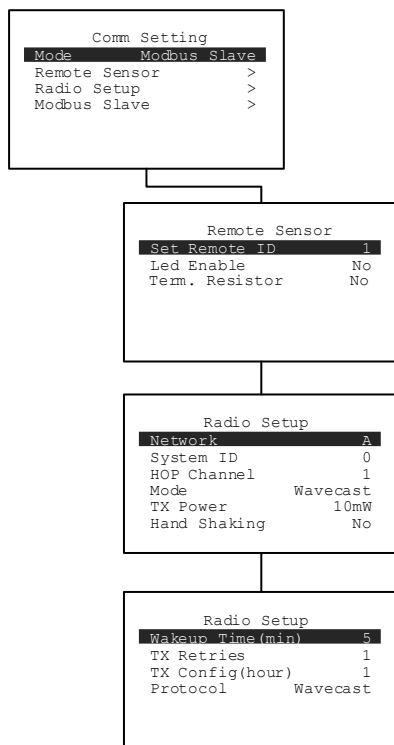 Comm Setting
Mode Modbus Slave
Remote Sensor >
Radio Setup >
Modbus Slave >
Remote Sensor
Set Remote ID 1
Led Enable No
Term. Resistor No
Radio Setup
Network A
System ID 0
HOP Channel 1
Mode Wavecast
TX Power 10mW
Hand Shaking No
Radio Setup
Wakeup Time(min) 5
TX Retries 1
TX Config(hour) 1
Protocol Wavecast